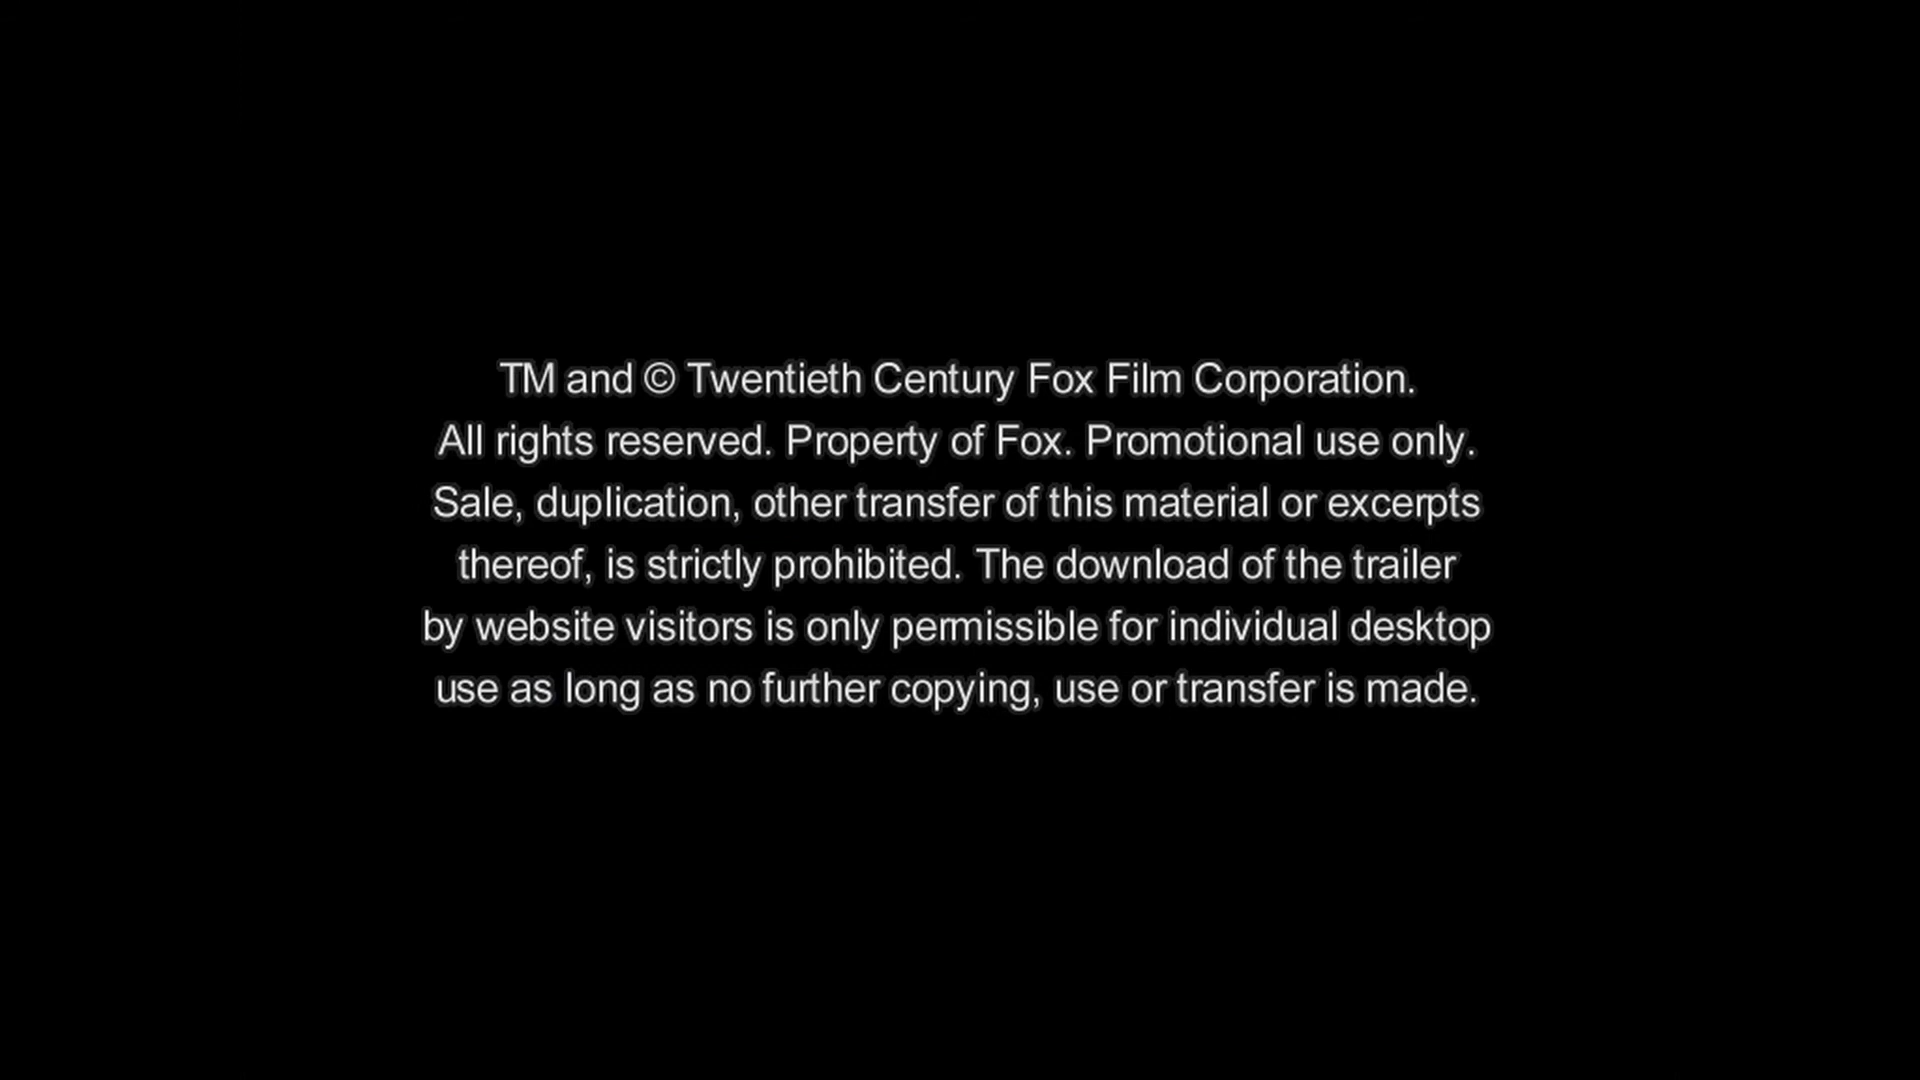 TM and © Twentieth Century Fox Film Corporation.
All rights reserved. Property of Fox. Promotional use only.
Sale, duplication, other transfer of this material or excerpts
thereof, is strictly prohibited. The download of the trailer
by website visitors is only permissible for individual desktop
use as long as no further copying, use or transfer is made.